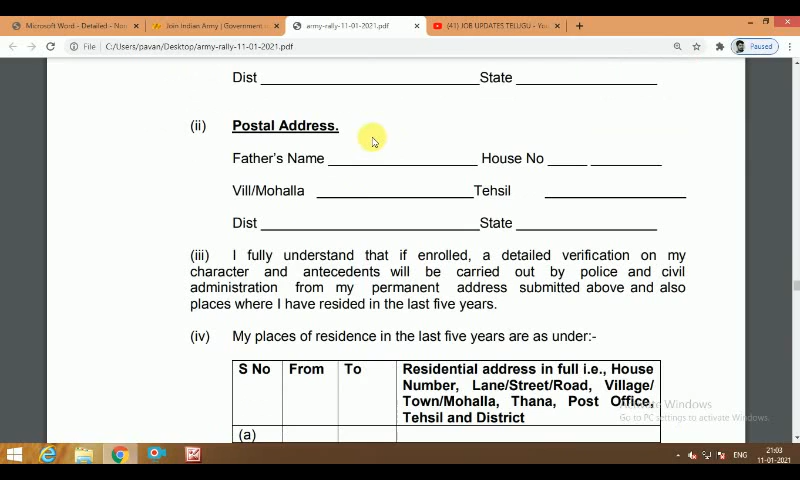 Microsoft Word - Detailed - Nor
Join Indian Army | Government o
army-rally-11-01-2021.pdf
(41) JOB UPDATES TELUGU - You
File
C:/Users/pavan/Desktop/army-rally-11-01-2021.pdf
Paused
Dist State
(ii) Postal Address.
Father's Name House No
Vill/Mohalla Tehsil
Dist State
(iii) I fully understand that if enrolled, a detailed verification on my
character and antecedents will be carried out by police and civil
administration from my permanent address submitted above and also
places where I have resided in the last five years.
(iv) My places of residence in the last five years are as under:-
S No From To Residential address in full i.e., House
Number, Lane/Street/Road, Village/
Town/Mohalla, Thana, Post Office,
Tehsil and District
(a)
Activate Windows
Go to PC settings to activate Windows.
ENG
21:03
11-01-2021